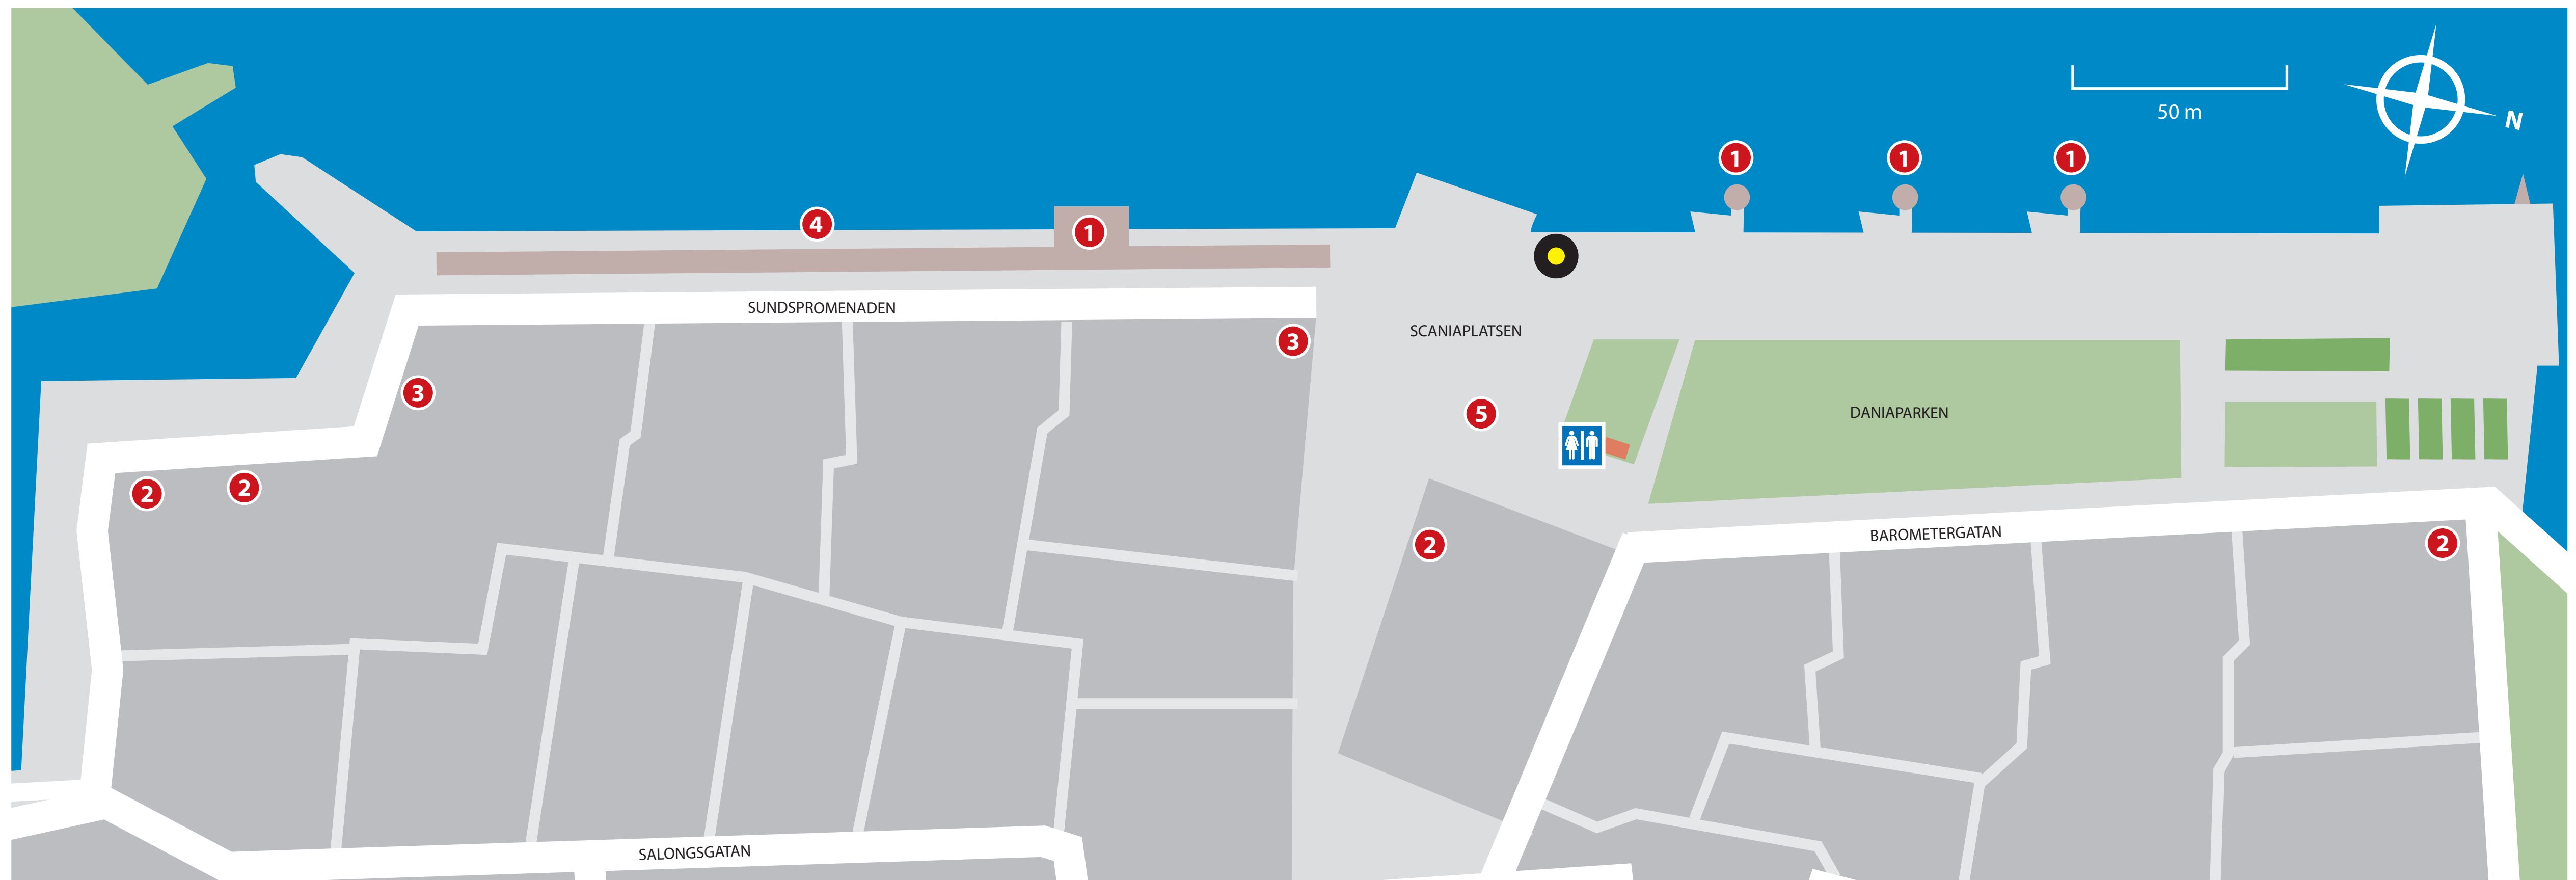 50 m
N
1
1
1
4
1
SUNDSPROMENADEN
SCANIAPLATSEN
3
3
5
DANIAPARKEN
2
2
2
BAROMETERGATAN
2
SALONGSGATAN